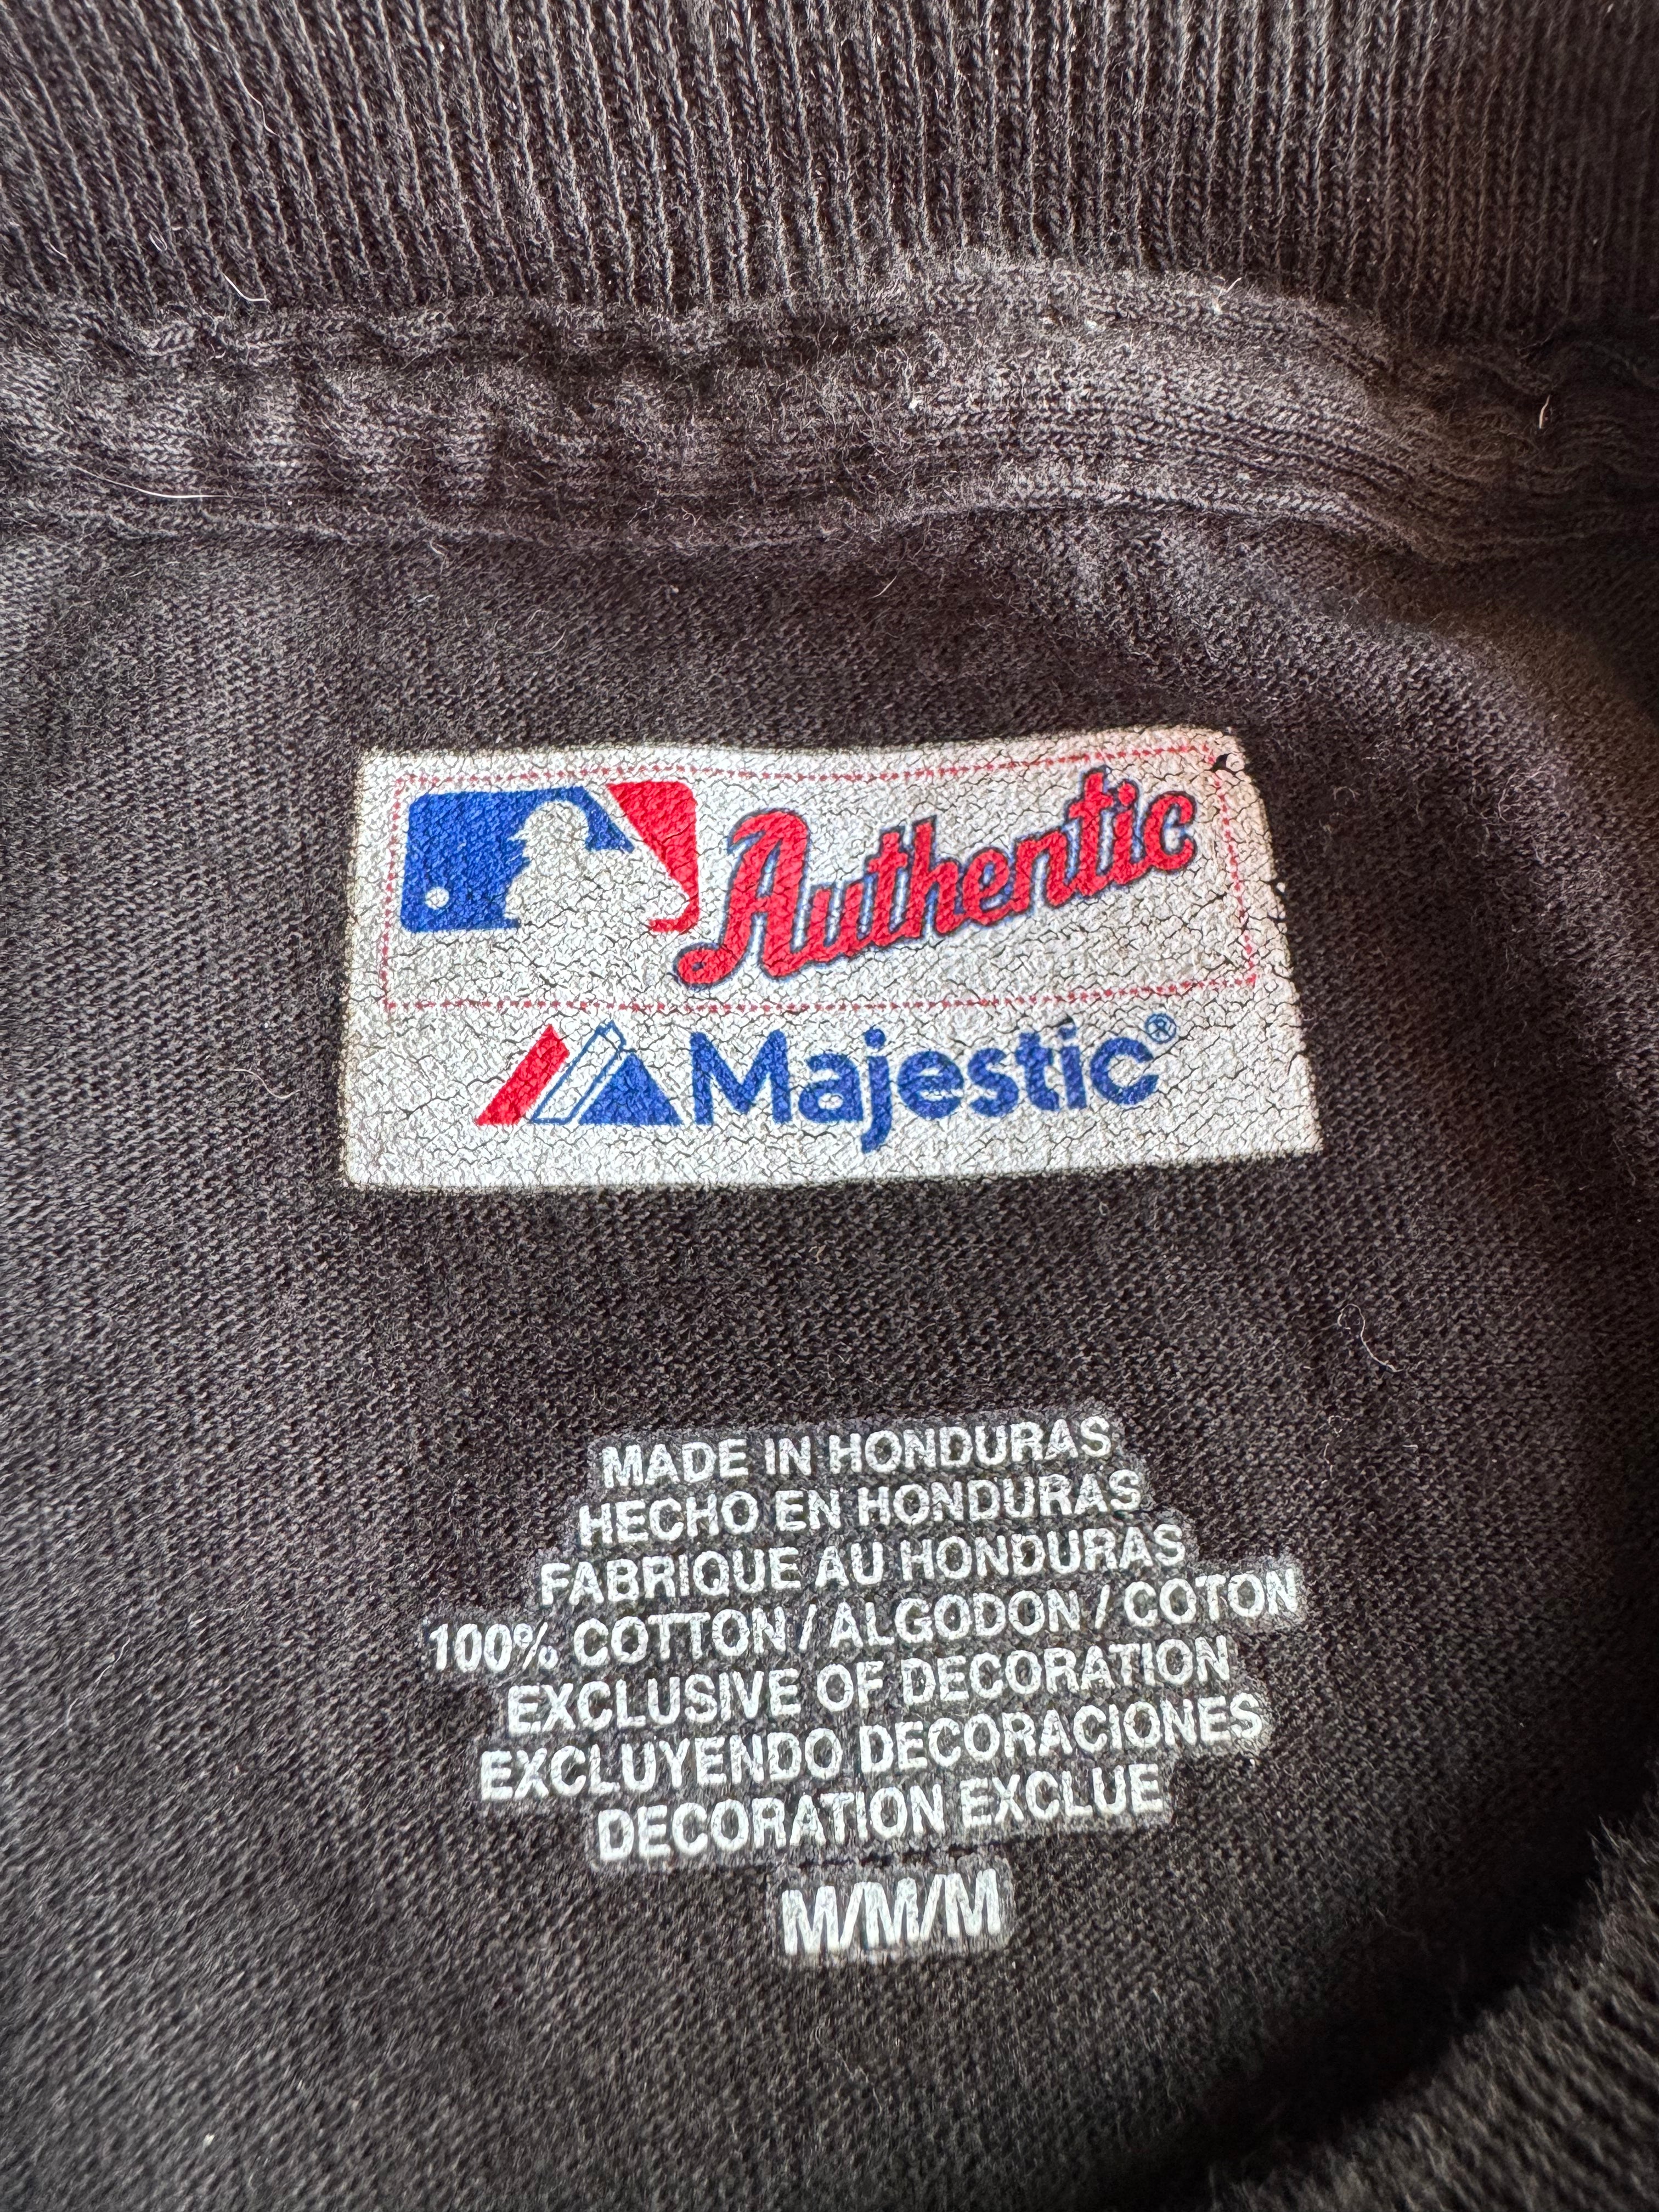 Authentic
Majestic®
MADE IN HONDURAS
HECHO EN HONDURAS
FABRIQUE AU HONDURAS
100% COTTON / ALGODON / COTON
EXCLUSIVE OF DECORATION
EXCLUYENDO DECORACIONES
DECORATION EXCLUE
M/M/M